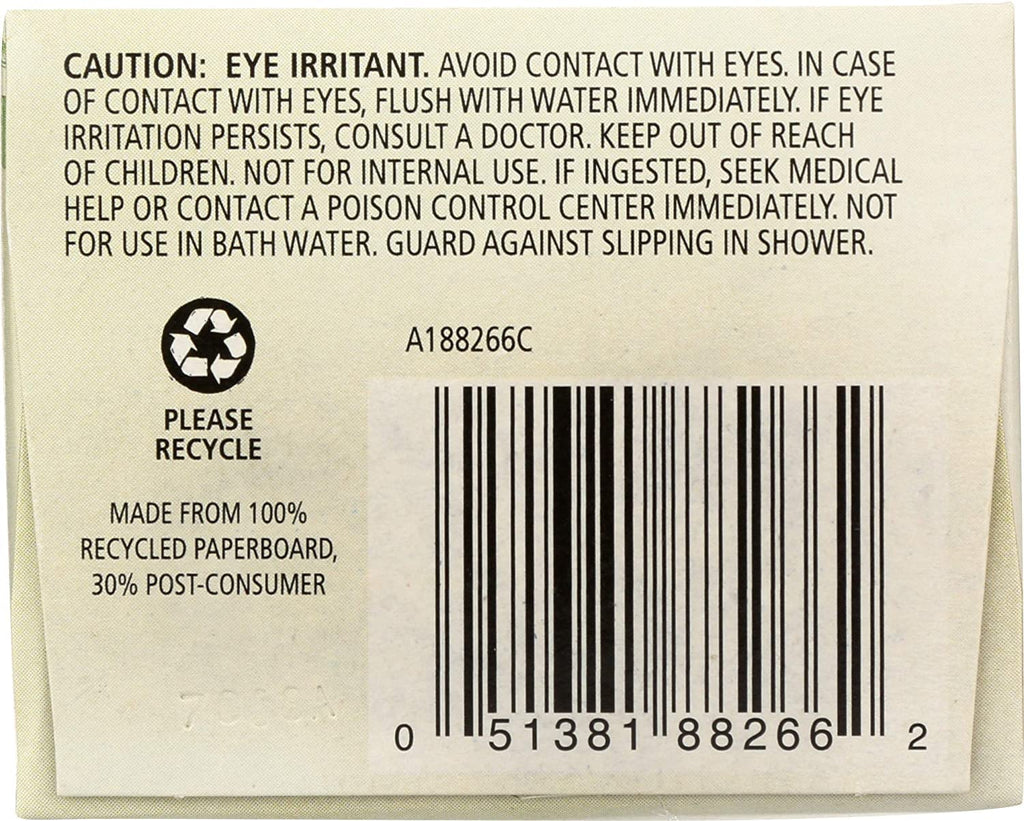 CAUTION: EYE IRRITANT. AVOID CONTACT WITH EYES. IN CASE
OF CONTACT WITH EYES, FLUSH WITH WATER IMMEDIATELY. IF EYE
IRRITATION PERSISTS, CONSULT A DOCTOR. KEEP OUT OF REACH
OF CHILDREN. NOT FOR INTERNAL USE. IF INGESTED, SEEK MEDICAL
HELP OR CONTACT A POISON CONTROL CENTER IMMEDIATELY. NOT
FOR USE IN BATH WATER. GUARD AGAINST SLIPPING IN SHOWER.
A188266C
PLEASE
RECYCLE
MADE FROM 100%
RECYCLED PAPERBOARD,
30% POST-CONSUMER
0 51381 88266 2